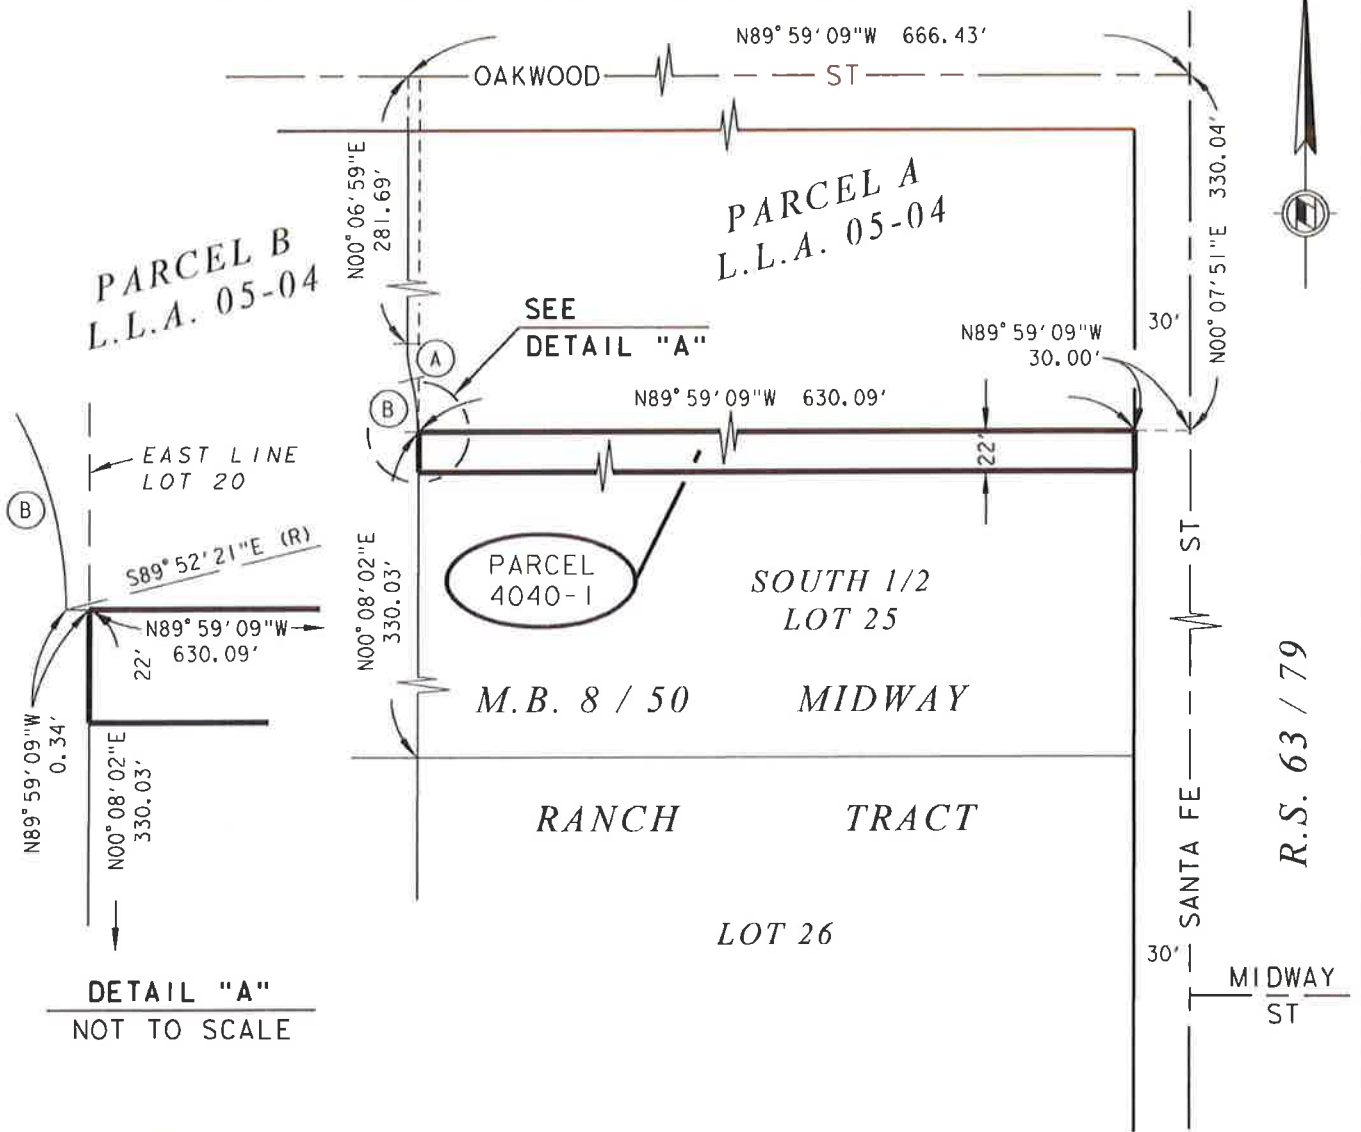 N89°59'09"W 666.43'
OAKWOOD ST
N00°06'59"E
281.69'
N00°07'51"E 330.04'
PARCEL A
L.L.A. 05-04
PARCEL B
L.L.A. 05-04
SEE
DETAIL "A"
A
B
N89°59'09"W
30.00'
30'
N89°59'09"W 630.09'
22'
EAST LINE
LOT 20
B
S89°52'21"E (R)
N89°59'09"W
630.09'
22'
N89°59'09"W
0.34'
N00°08'02"E
330.03'
DETAIL "A"
NOT TO SCALE
N00°08'02"E
330.03'
PARCEL
4040-1
SOUTH 1/2
LOT 25
M.B. 8 / 50 MIDWAY
RANCH TRACT
LOT 26
SANTA FE ST
R.S. 63 / 79
30'
MIDWAY
ST